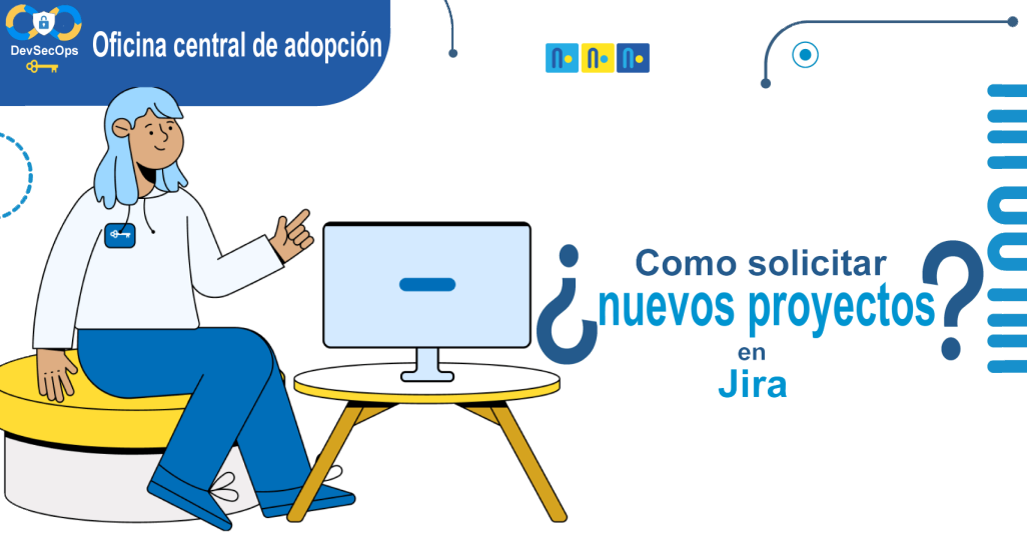 DevSecOps
Oficina central de adopción
n. n. n.
¿Como solicitar
nuevos proyectos?
en
Jira